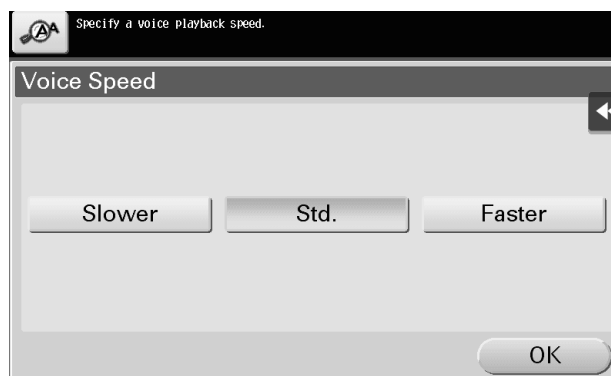 Specify a voice playback speed.
Voice Speed
Slower Std. Faster
OK